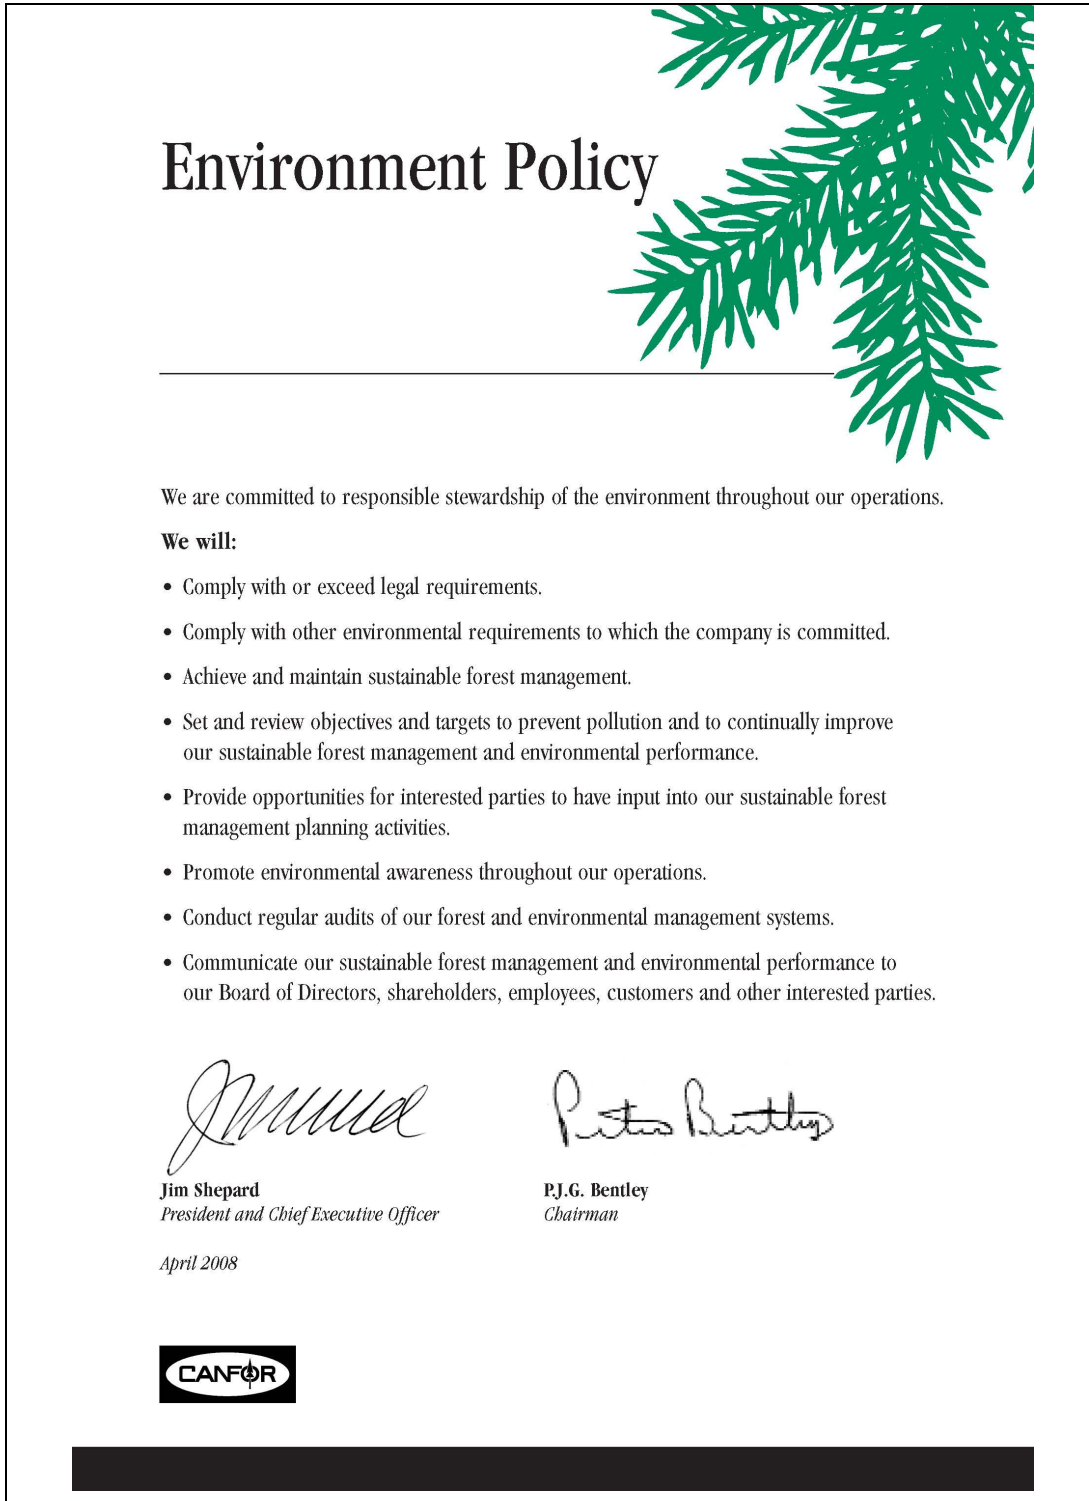 Environment Policy
We are committed to responsible stewardship of the environment throughout our operations.
We will:
• Comply with or exceed legal requirements.
• Comply with other environmental requirements to which the company is committed.
• Achieve and maintain sustainable forest management.
• Set and review objectives and targets to prevent pollution and to continually improve
our sustainable forest management and environmental performance.
• Provide opportunities for interested parties to have input into our sustainable forest
management planning activities.
• Promote environmental awareness throughout our operations.
• Conduct regular audits of our forest and environmental management systems.
• Communicate our sustainable forest management and environmental performance to
our Board of Directors, shareholders, employees, customers and other interested parties.
Peter Bentley
Jim Shepard
P.J.G. Bentley
President and Chief Executive Officer
Chairman
April 2008
CANFOR